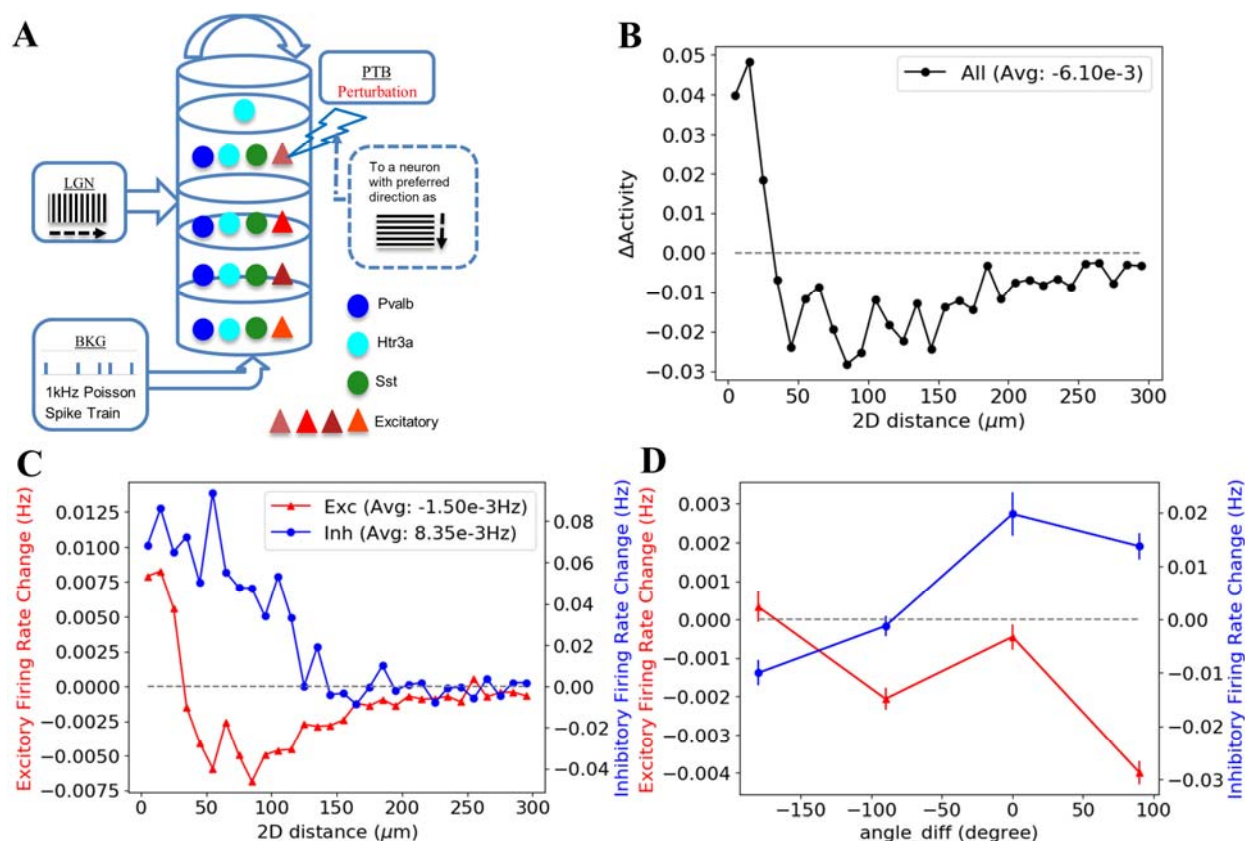 A
PTB
Perturbation
LGN
To a neuron
with preferred
direction as
BKG
1kHz Poisson
Spike Train
Pvalb
Htr3a
Sst
Excitatory
B
All (Avg: -6.10e-3)
0.05
0.04
0.03
0.02
0.01
0.00
−0.01
−0.02
−0.03
ΔActivity
0 50 100 150 200 250 300
2D distance (μm)
C
Exc (Avg: -1.50e-3Hz)
Inh (Avg: 8.35e-3Hz)
Excitory Firing Rate Change (Hz)
0.0125
0.0100
0.0075
0.0050
0.0025
0.0000
−0.0025
−0.0050
−0.0075
0.08
0.06
0.04
0.02
0.00
−0.02
−0.04
Inhibitory Firing Rate Change (Hz)
0 50 100 150 200 250 300
2D distance (μm)
D
Excitory Firing Rate Change (Hz)
0.003
0.002
0.001
0.000
−0.001
−0.002
−0.003
−0.004
0.02
0.01
0.00
−0.01
−0.02
−0.03
Inhibitory Firing Rate Change (Hz)
−150 −100 −50 0 50 100
angle_diff (degree)